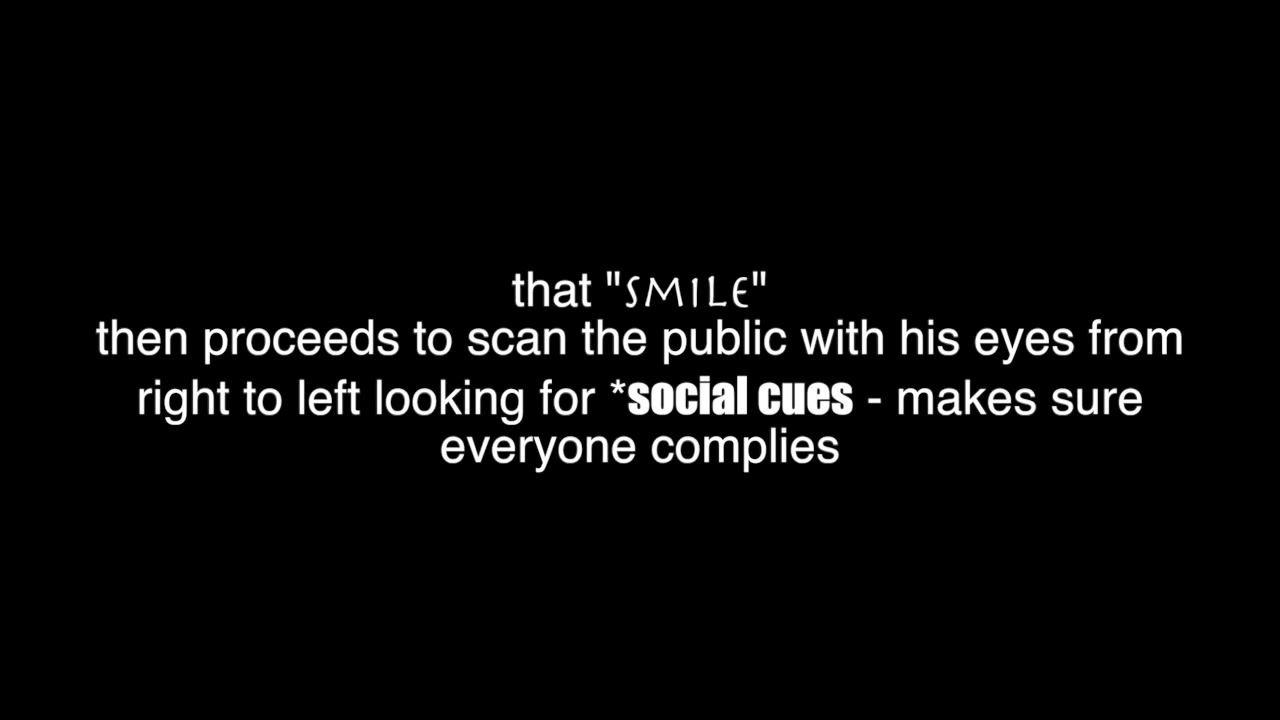 that "SMILE"
then proceeds to scan the public with his eyes from
right to left looking for *social cues - makes sure
everyone complies